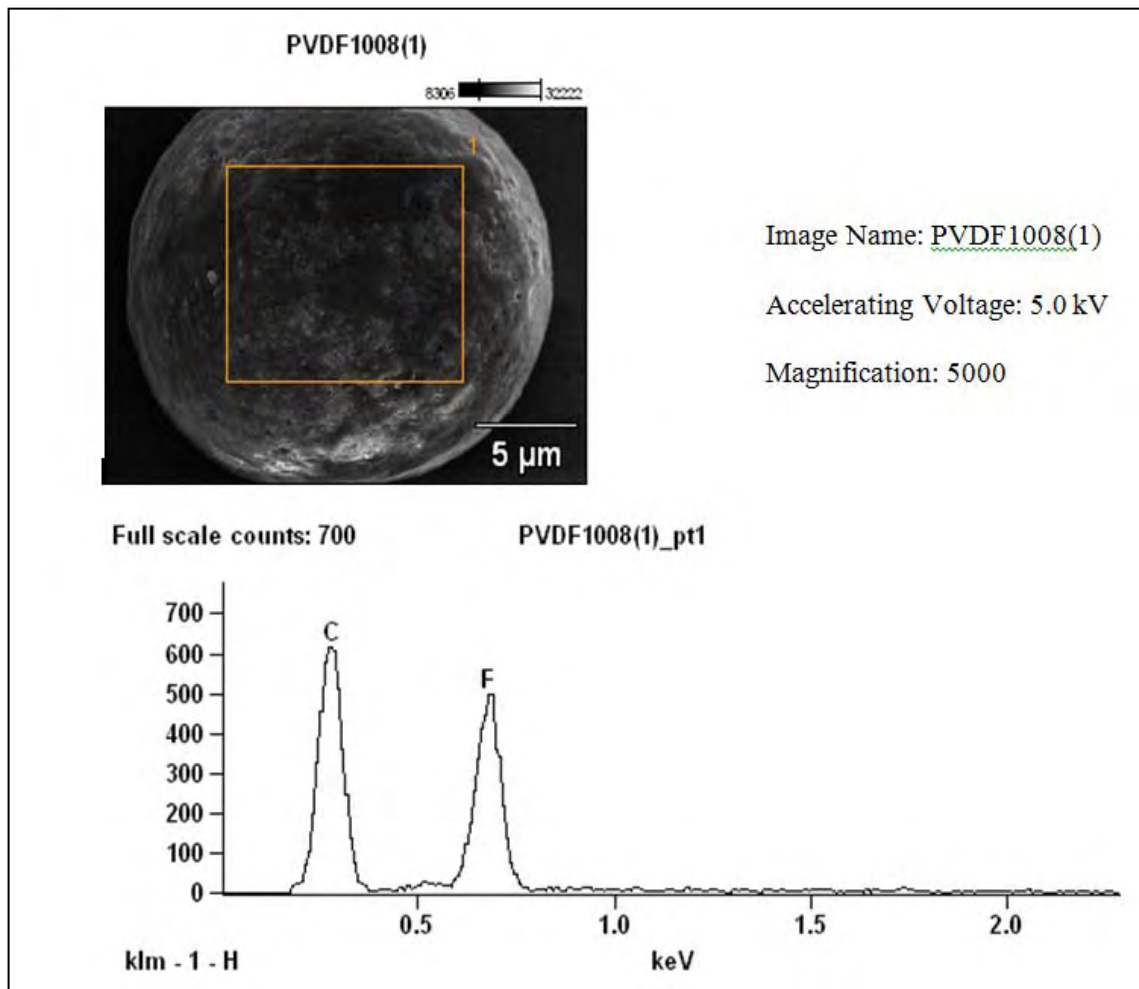 PVDF1008(1)
8306 32222
1
Image Name: PVDF1008(1)
Accelerating Voltage: 5.0 kV
Magnification: 5000
5 µm
Full scale counts: 700 PVDF1008(1)_pt1
700
600
500
400
300
200
100
0
C
F
0.5 1.0 1.5 2.0
klm - 1 - H keV